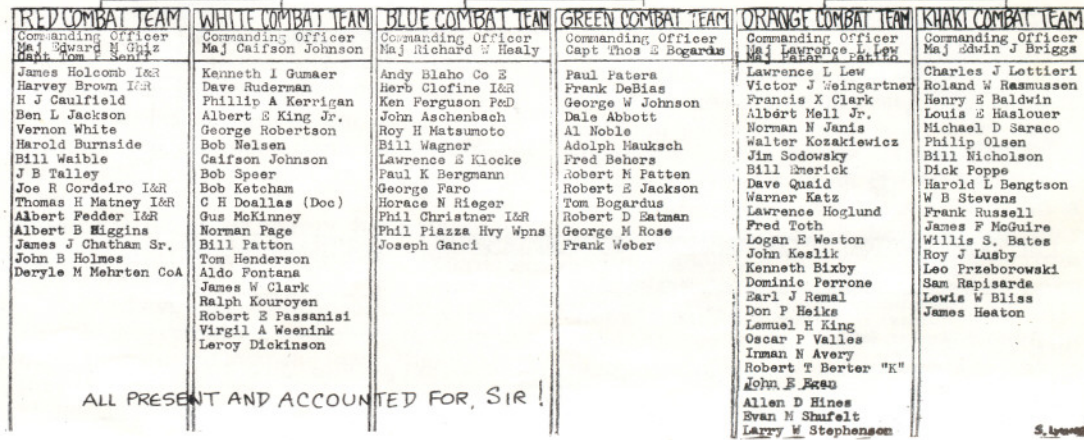 RED COMBAT TEAM
Commanding Officer
Maj Edward M Ghiz
Capt Tom P Senff
James Holcomb I&R
Harvey Brown I&R
H J Caulfield
Ben L Jackson
Vernon White
Harold Burnside
Bill Waible
J B Talley
Joe R Cordeiro I&R
Thomas H Matney I&R
Albert Fedder I&R
Albert B Higgins
James J Chatham Sr.
John B Holmes
Deryle M Mehrten CoA
WHITE COMBAT TEAM
Commanding Officer
Maj Caifson Johnson
Kenneth I Gumaer
Dave Ruderman
Phillip A Kerrigan
Albert E King Jr.
George Robertson
Bob Nelsen
Caifson Johnson
Bob Speer
Bob Ketcham
C H Doallas (Doc)
Gus McKinney
Norman Page
Bill Patton
Tom Henderson
Aldo Fontana
James W Clark
Ralph Kouroyen
Robert E Passanisi
Virgil A Weenink
Leroy Dickinson
BLUE COMBAT TEAM
Commanding Officer
Maj Richard W Healy
Andy Blaho Co E
Herb Clofine I&R
Ken Ferguson P&D
John Aschenbach
Roy H Matsumoto
Bill Wagner
Lawrence E Klocke
Paul K Bergmann
George Faro
Horace N Rieger
Phil Christner I&R
Phil Piazza Hvy Wpns
Joseph Ganci
GREEN COMBAT TEAM
Commanding Officer
Capt Thos E Bogardus
Paul Patera
Frank DeBias
George W Johnson
Dale Abbott
Al Noble
Adolph Hauksch
Fred Behers
Robert M Patten
Robert E Jackson
Tom Bogardus
Robert D Eatman
George M Rose
Frank Weber
ORANGE COMBAT TEAM
Commanding Officer
Maj Lawrence L Lew
Maj Peter A Petito
Lawrence L Lew
Victor J Weingartner
Francis X Clark
Albert Mell Jr.
Norman N Janis
Walter Kozakiewicz
Jim Sodowsky
Bill Emerick
Dave Quaid
Warner Katz
Lawrence Hoglund
Fred Toth
Logan E Weston
John Keslik
Kenneth Bixby
Dominic Perrone
Earl J Remal
Don P Heiks
Lemuel H King
Oscar P Valles
Inman N Avery
Robert T Berter "K"
John E Egan
Allen D Hines
Evan M Shufelt
Larry W Stephenson
KHAKI COMBAT TEAM
Commanding Officer
Maj Edwin J Briggs
Charles J Lottieri
Roland W Rasmussen
Henry E Baldwin
Louis E Haslouer
Michael D Saraco
Philip Olsen
Bill Nicholson
Dick Poppe
Harold L Bengtson
W B Stevens
Frank Russell
James F McGuire
Willis S. Bates
Roy J Lusby
Leo Przeborowski
Sam Rapisarda
Lewis W Bliss
James Heaton
ALL PRESENT AND ACCOUNTED FOR, SIR!